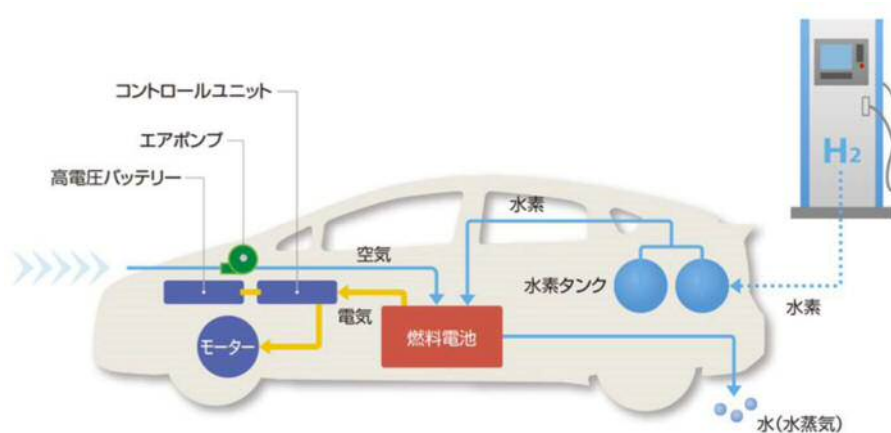 コントロールユニット
エアポンプ
高電圧バッテリー
H2
水素
空気
水素タンク
水素
電気
燃料電池
モーター
水(水蒸気)